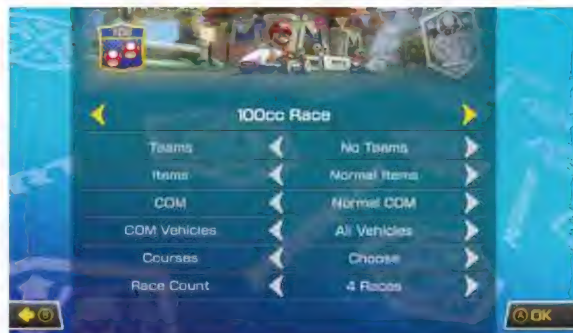 100cc Race
Teams No Teams
Items Normal Items
COM Normal COM
COM Vehicles All Vehicles
Courses Choose
Race Count 4 Races
B A OK